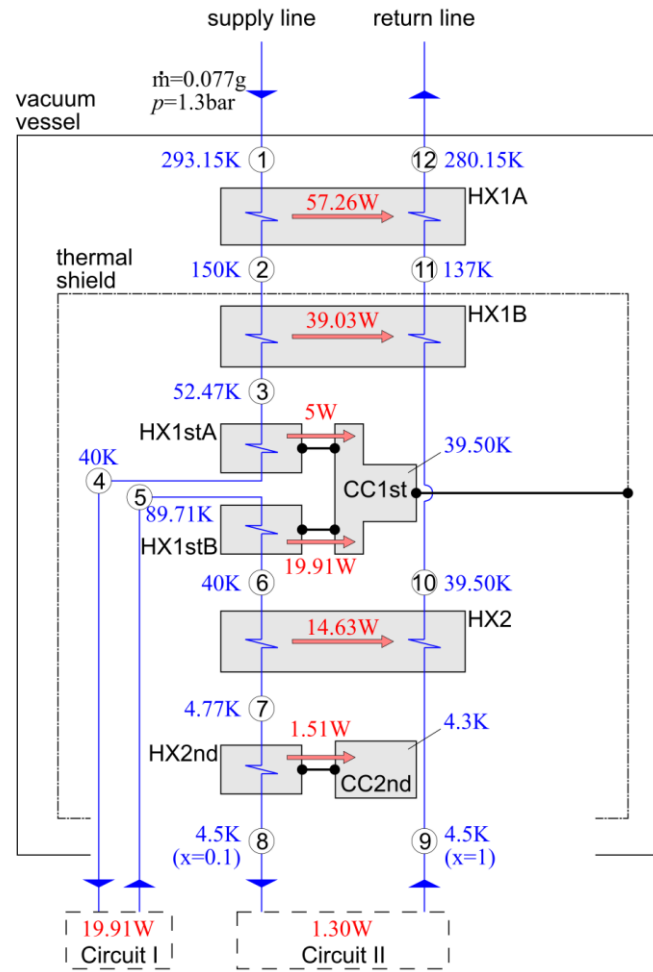 supply line
return line
ṁ=0.077g
p=1.3bar
vacuum
vessel
293.15K
1
12
280.15K
HX1A
57.26W
150K
2
11
137K
thermal
shield
HX1B
39.03W
52.47K
3
HX1stA
5W
39.50K
40K
4
CC1st
5
89.71K
HX1stB
19.91W
40K
6
10
39.50K
HX2
14.63W
4.77K
7
1.51W
4.3K
HX2nd
CC2nd
4.5K
(x=0.1)
8
9
4.5K
(x=1)
19.91W
Circuit I
1.30W
Circuit II